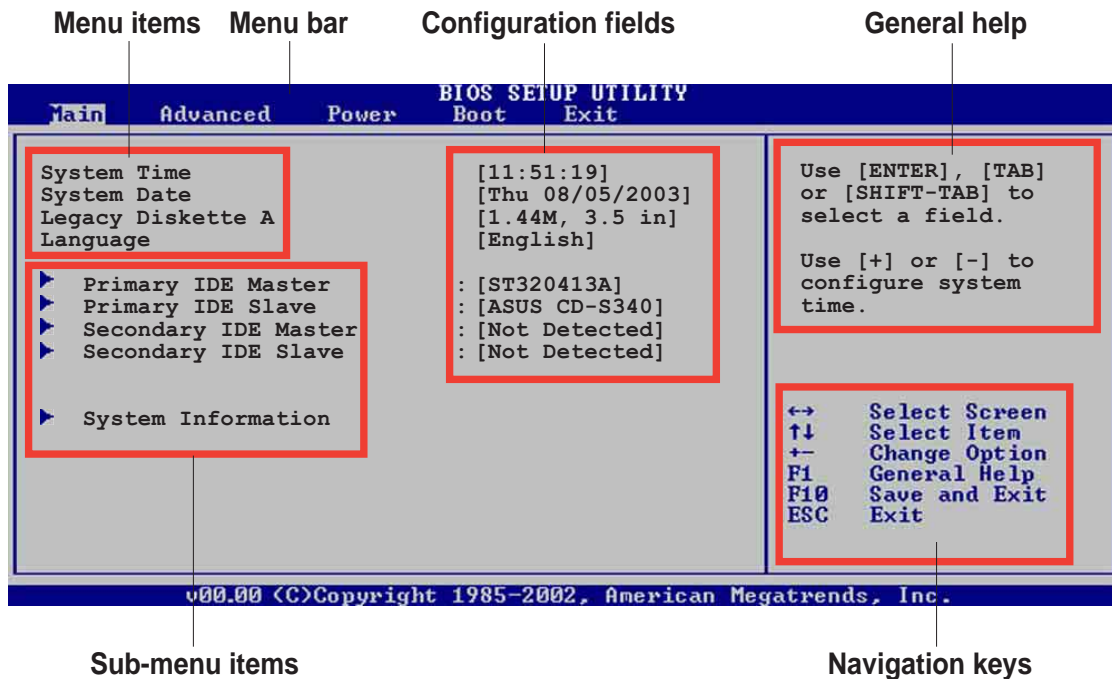 Menu items Menu bar Configuration fields General help
BIOS SETUP UTILITY
Main Advanced Power Boot Exit
System Time [11:51:19]
System Date [Thu 08/05/2003]
Legacy Diskette A [1.44M, 3.5 in]
Language [English]
Primary IDE Master : [ST320413A]
Primary IDE Slave : [ASUS CD-S340]
Secondary IDE Master : [Not Detected]
Secondary IDE Slave : [Not Detected]
System Information
Use [ENTER], [TAB]
or [SHIFT-TAB] to
select a field.
Use [+] or [-] to
configure system
time.
←→ Select Screen
↑↓ Select Item
+- Change Option
F1 General Help
F10 Save and Exit
ESC Exit
v00.00 (C)Copyright 1985-2002, American Megatrends, Inc.
Sub-menu items Navigation keys